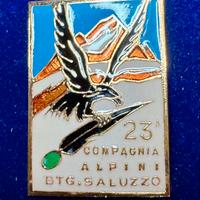 23ª
COMPAGNIA
ALPINI
BTG. SALUZZO